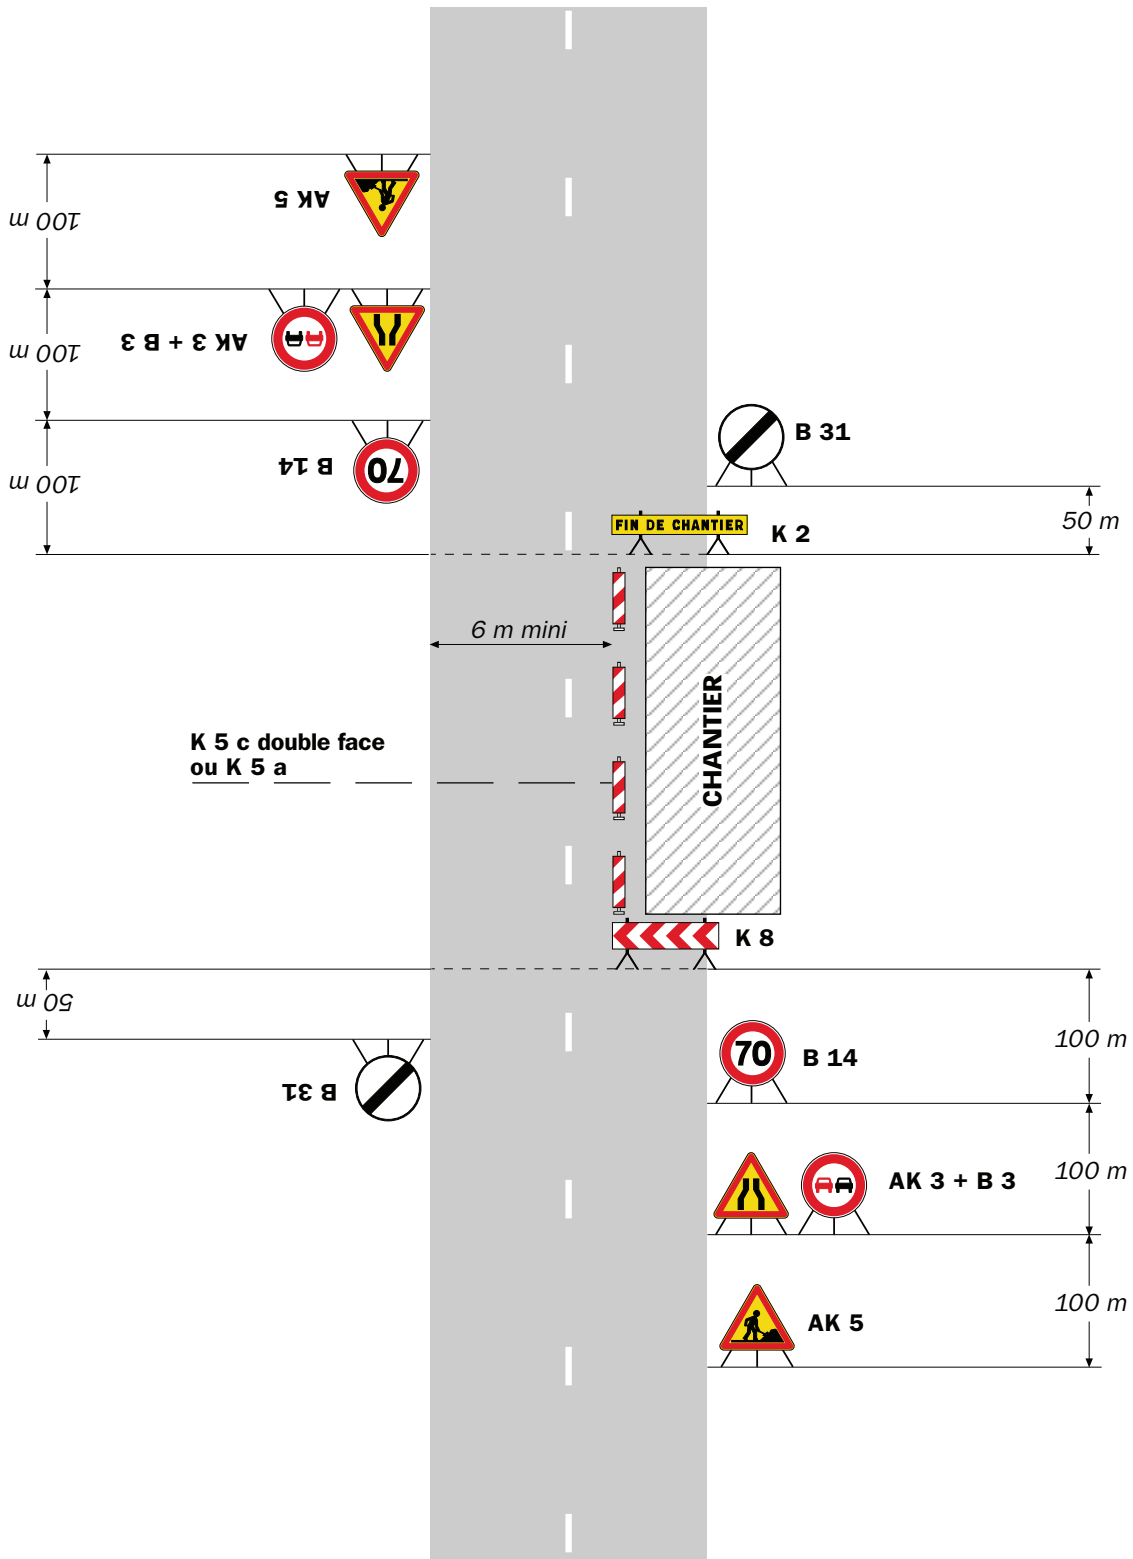 AK 5
100 m
AK 3 + B 3
100 m
B 14
70
100 m
B 31
50 m
FIN DE CHANTIER
K 2
6 m mini
CHANTIER
K 5 c double face
ou K 5 a
K 8
50 m
B 31
70
B 14
100 m
AK 3 + B 3
100 m
AK 5
100 m